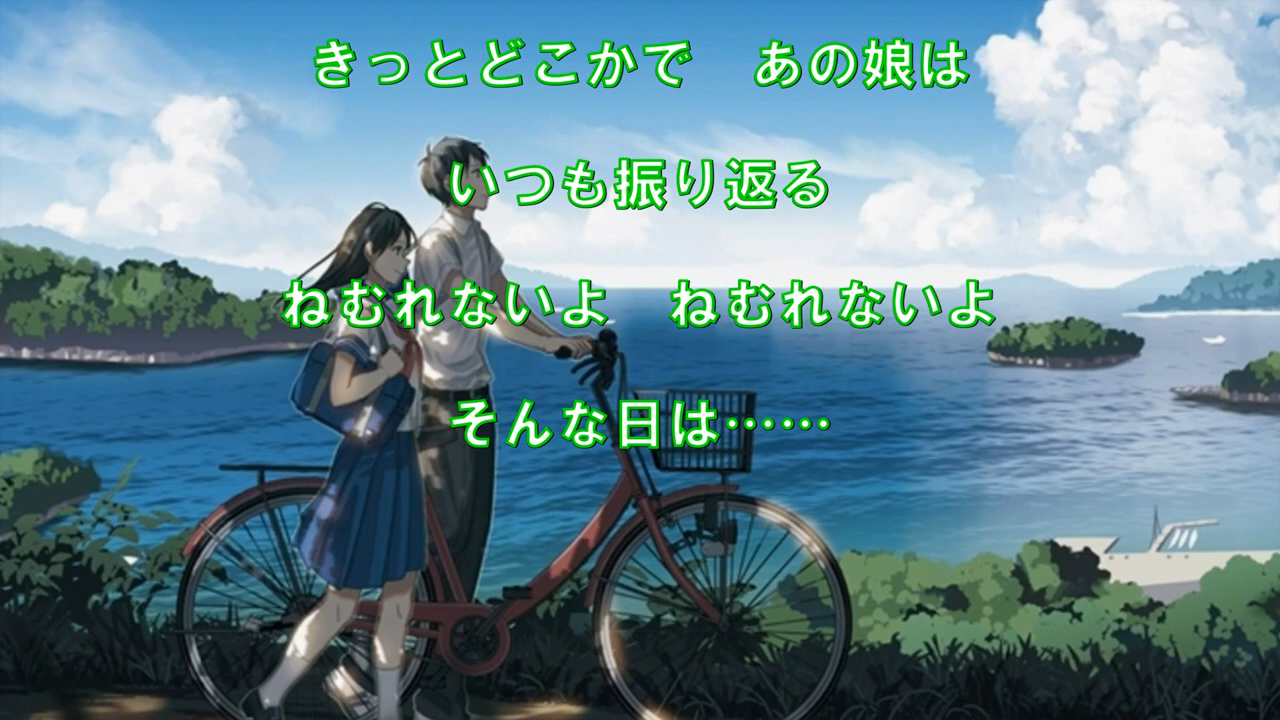 きっとどこかで　あの娘は
いつも振り返る
ねむれないよ　ねむれないよ
そんな日は……